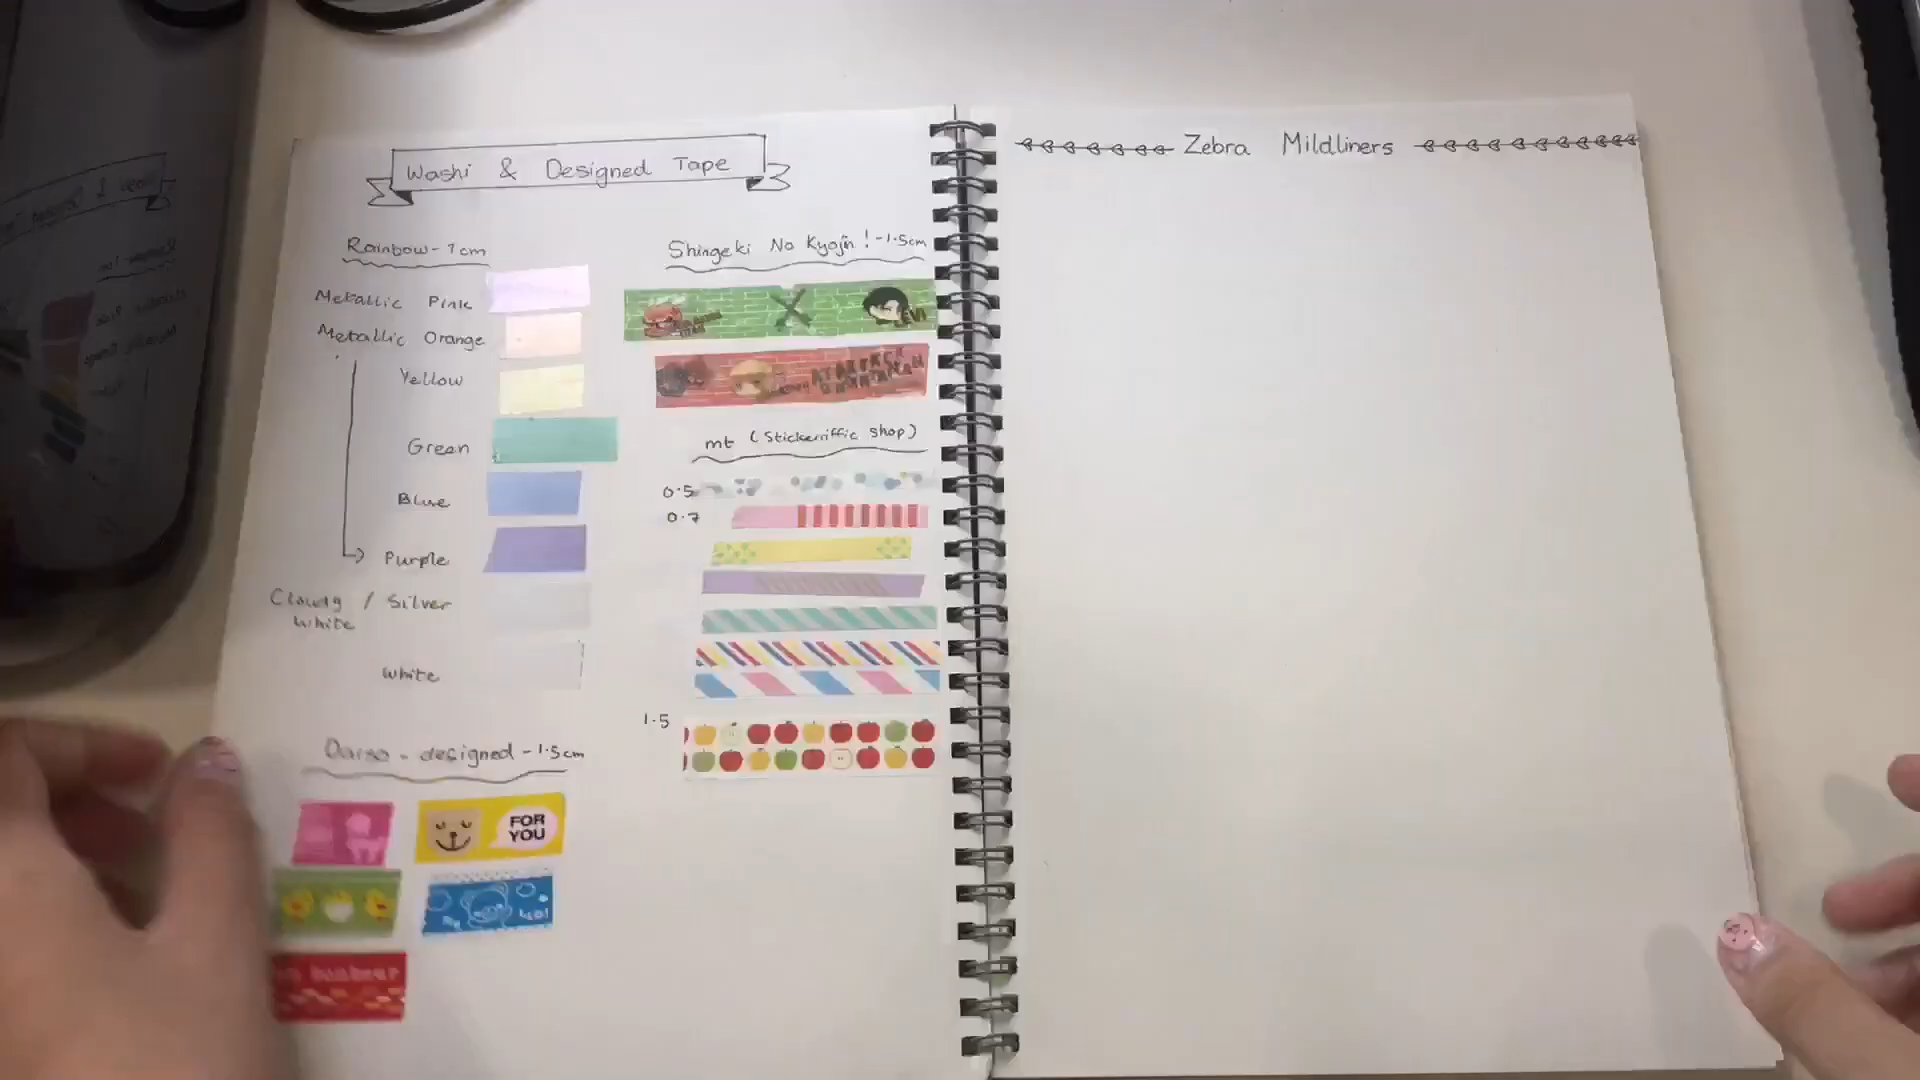 Washi & Designed Tape
Rainbow - 1cm
Metallic Pink
Metallic Orange
Yellow
Green
Blue
Purple
Cloudy / Silver
White
White
Daiso - designed - 1.5cm
FOR
YOU
Shingeki No Kyojin! - 1.5cm
LEVI
mt (Stickerriffic shop)
0.5
0.7
1.5
Zebra Mildliners